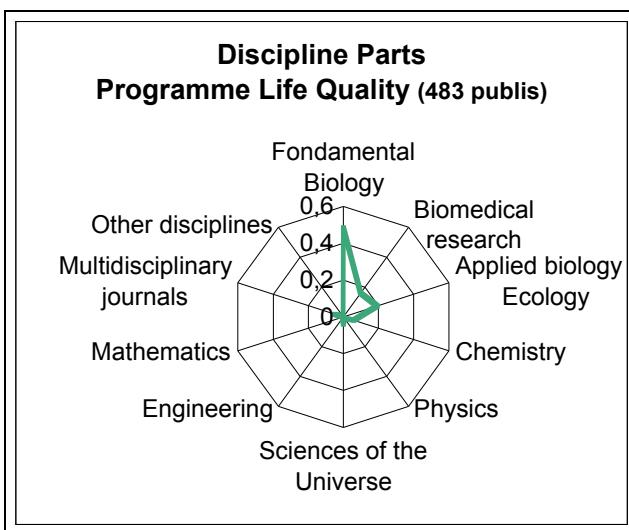 Discipline Parts
Programme Life Quality (483 publis)
Fondamental
Biology
0,6
0,4
0,2
0
Biomedical
research
Applied biology
Ecology
Chemistry
Physics
Sciences of the
Universe
Engineering
Mathematics
Multidisciplinary
journals
Other disciplines